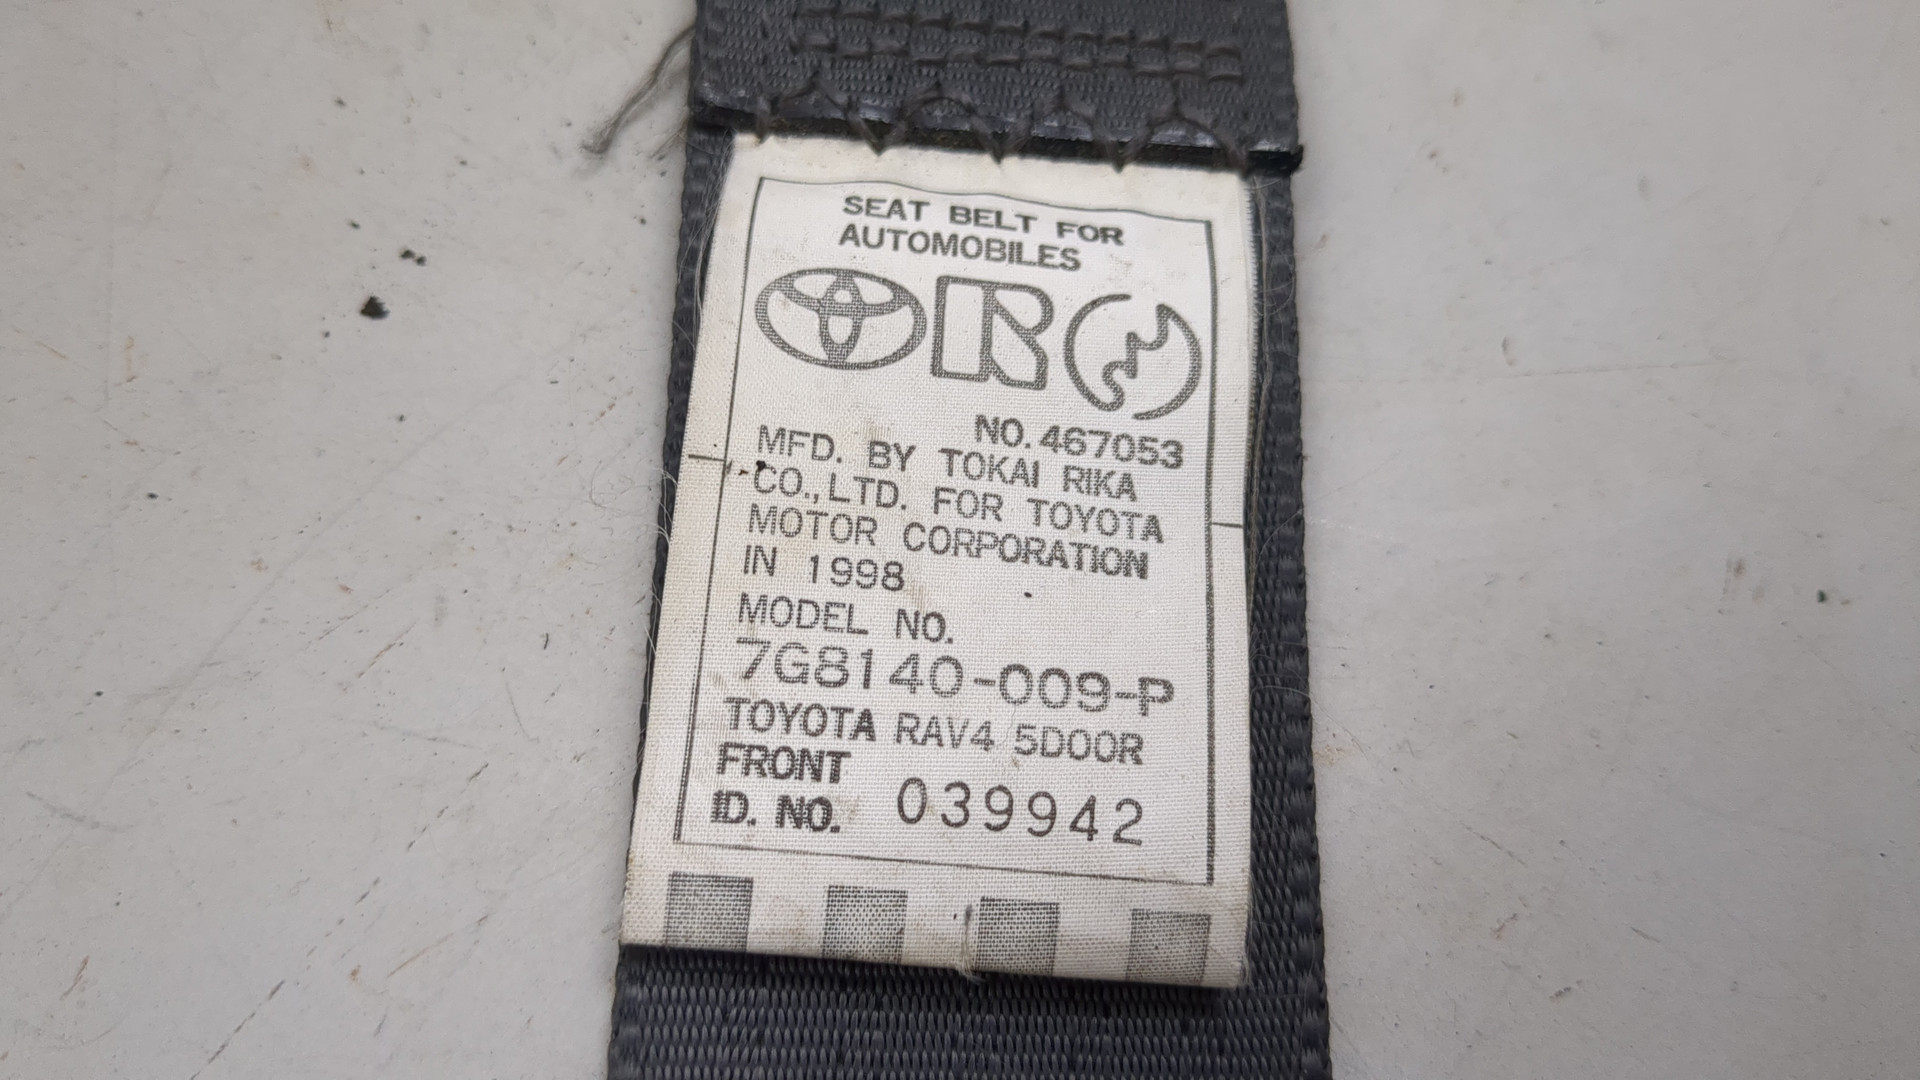 SEAT BELT FOR
AUTOMOBILES
NO. 467053
MFD. BY TOKAI RIKA
CO., LTD. FOR TOYOTA
MOTOR CORPORATION
IN 1998
MODEL NO.
7G8140-009-P
TOYOTA RAV4 5DOOR
FRONT
ID. NO. 039942